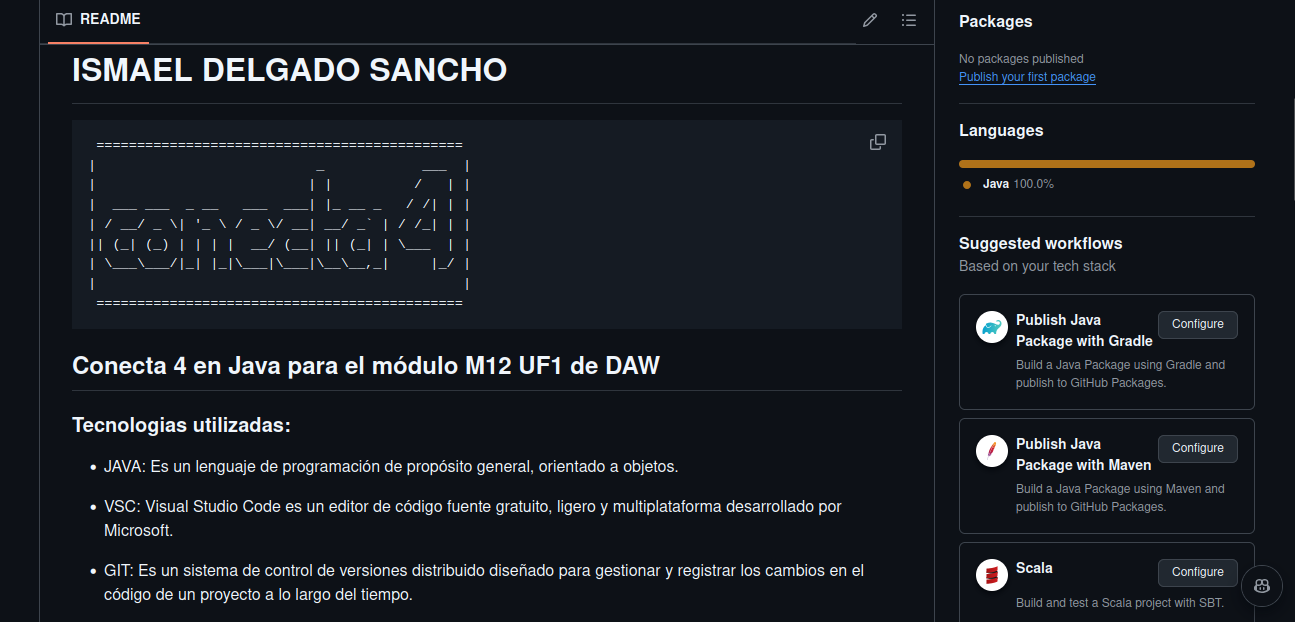 README
ISMAEL DELGADO SANCHO
 =============================================
|                           _            ___  |
|                          | |          /   | |
|  ___ ___  _ __   ___  ___| |_ __ _   / /| | |
| / __/ _ \| '_ \ / _ \/ __| __/ _` | / /_| | |
|| (_| (_) | | | |  __/ (__| || (_| | \___  | |
| \___\___/|_| |_|\___|\___|\__\__,_|     |_/ |
|                                             |
 =============================================
Conecta 4 en Java para el módulo M12 UF1 de DAW
Tecnologias utilizadas:
• JAVA: Es un lenguaje de programación de propósito general, orientado a objetos.
• VSC: Visual Studio Code es un editor de código fuente gratuito, ligero y multiplataforma desarrollado por
Microsoft.
• GIT: Es un sistema de control de versiones distribuido diseñado para gestionar y registrar los cambios en el
código de un proyecto a lo largo del tiempo.
Packages
No packages published
Publish your first package
Languages
Java 100.0%
Suggested workflows
Based on your tech stack
Publish Java
Package with Gradle
Configure
Build a Java Package using Gradle and
publish to GitHub Packages.
Publish Java
Package with Maven
Configure
Build a Java Package using Maven and
publish to GitHub Packages.
Scala
Configure
Build and test a Scala project with SBT.